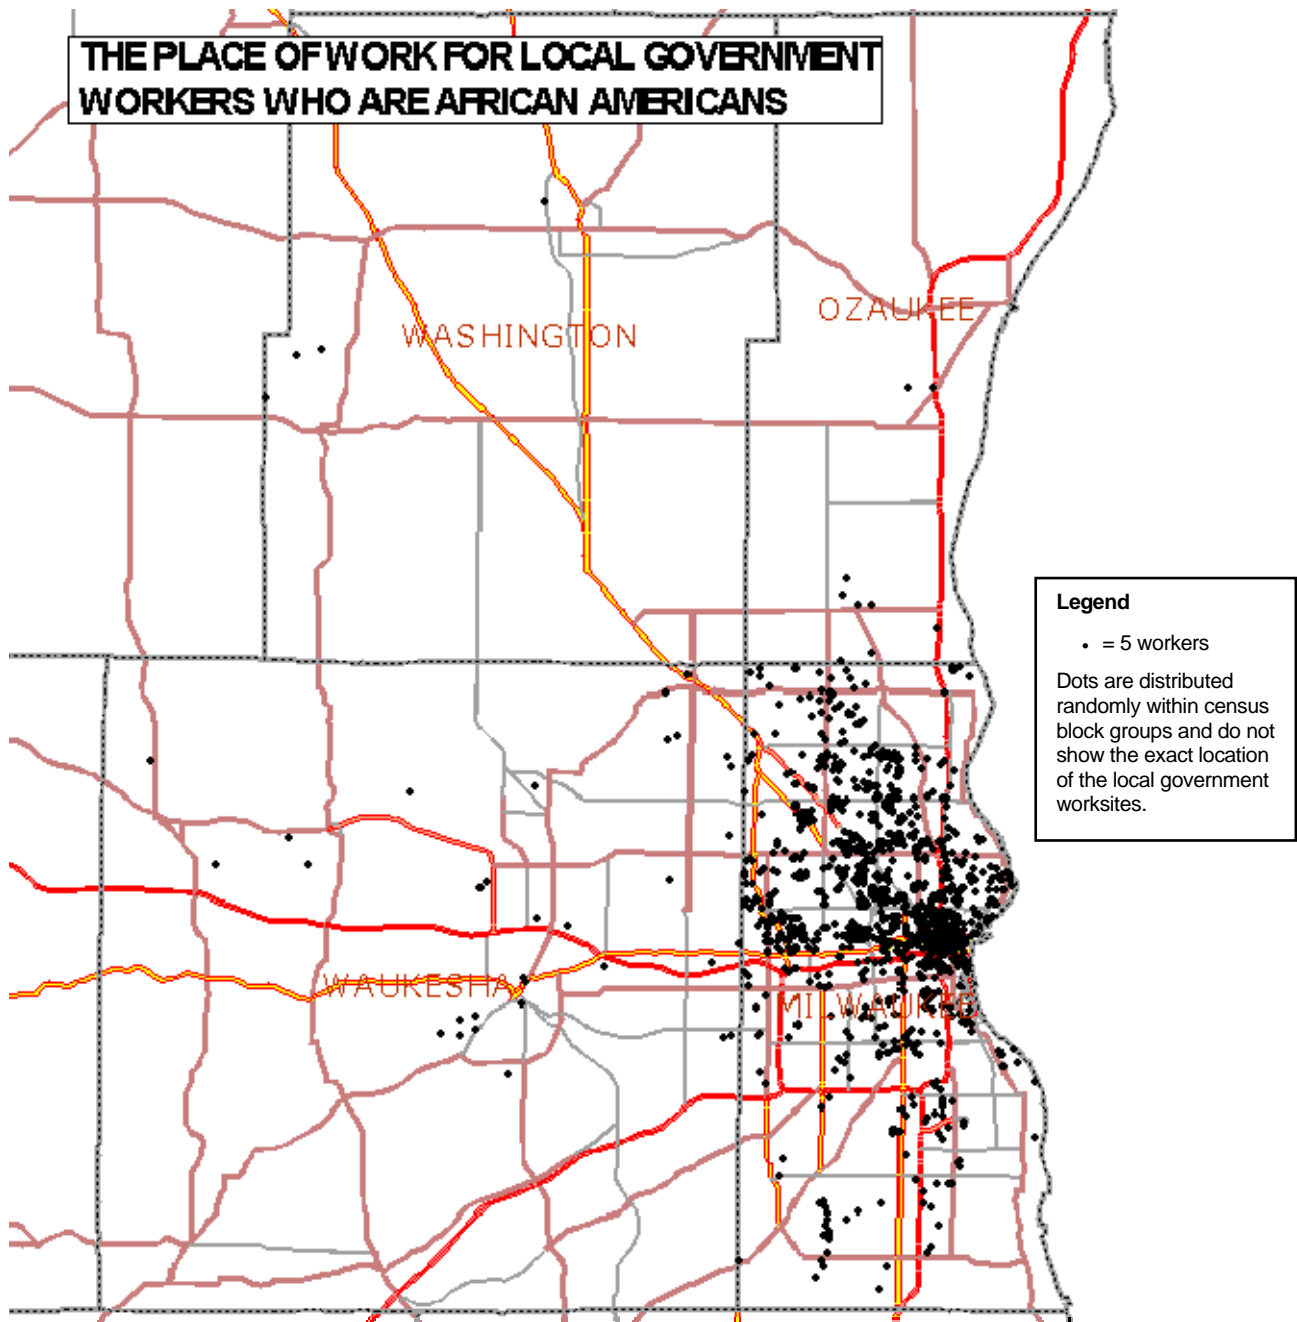 THE PLACE OF WORK FOR LOCAL GOVERNMENT
WORKERS WHO ARE AFRICAN AMERICANS
OZAUKEE
WASHINGTON
WAUKESHA
MILWAUKEE
Legend
• = 5 workers
Dots are distributed
randomly within census
block groups and do not
show the exact location
of the local government
worksites.